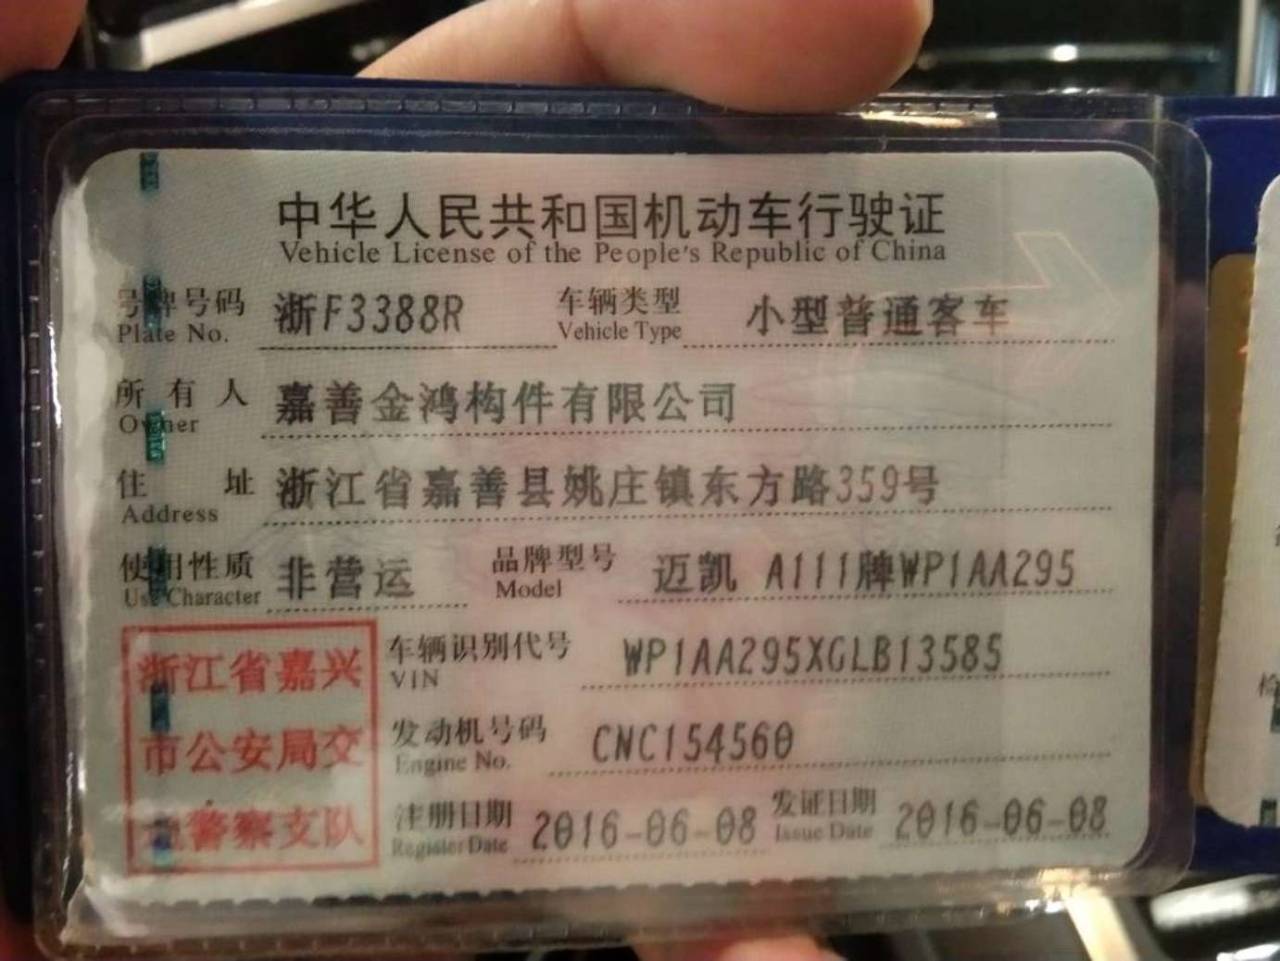 中华人民共和国机动车行驶证
Vehicle License of the People's Republic of China
号牌号码 浙F3388R 车辆类型 小型普通客车
Plate No. Vehicle Type
所有人 嘉善金鸿构件有限公司
Owner
住址 浙江省嘉善县姚庄镇东方路359号
Address
使用性质 非营运 品牌型号 迈凯 A111牌WP1AA295
Use Character Model
车辆识别代号 WP1AA295XGLB13585
VIN
发动机号码 CNC154560
Engine No.
注册日期 2016-06-08 发证日期 2016-06-08
Register Date Issue Date
浙江省嘉兴
市公安局交
警察支队
检